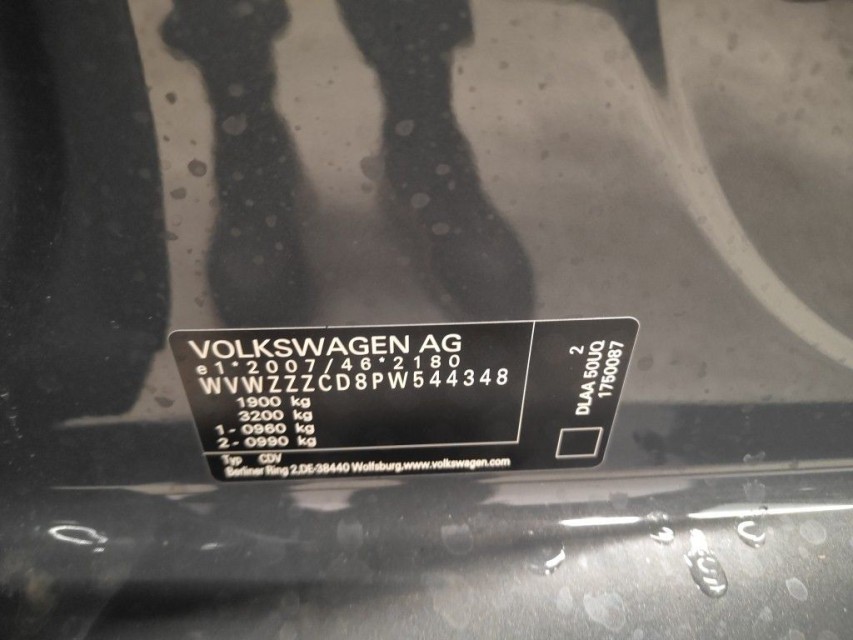 VOLKSWAGEN AG
e1*2007/46*2180
WVWZZZCD8PW544348
1900 kg
3200 kg
1- 0960 kg
2- 0990 kg
Typ CDV
Berliner Ring 2,DE-38440 Wolfsburg.www.volkswagen.com
2
DLAA 50UQ
1750087